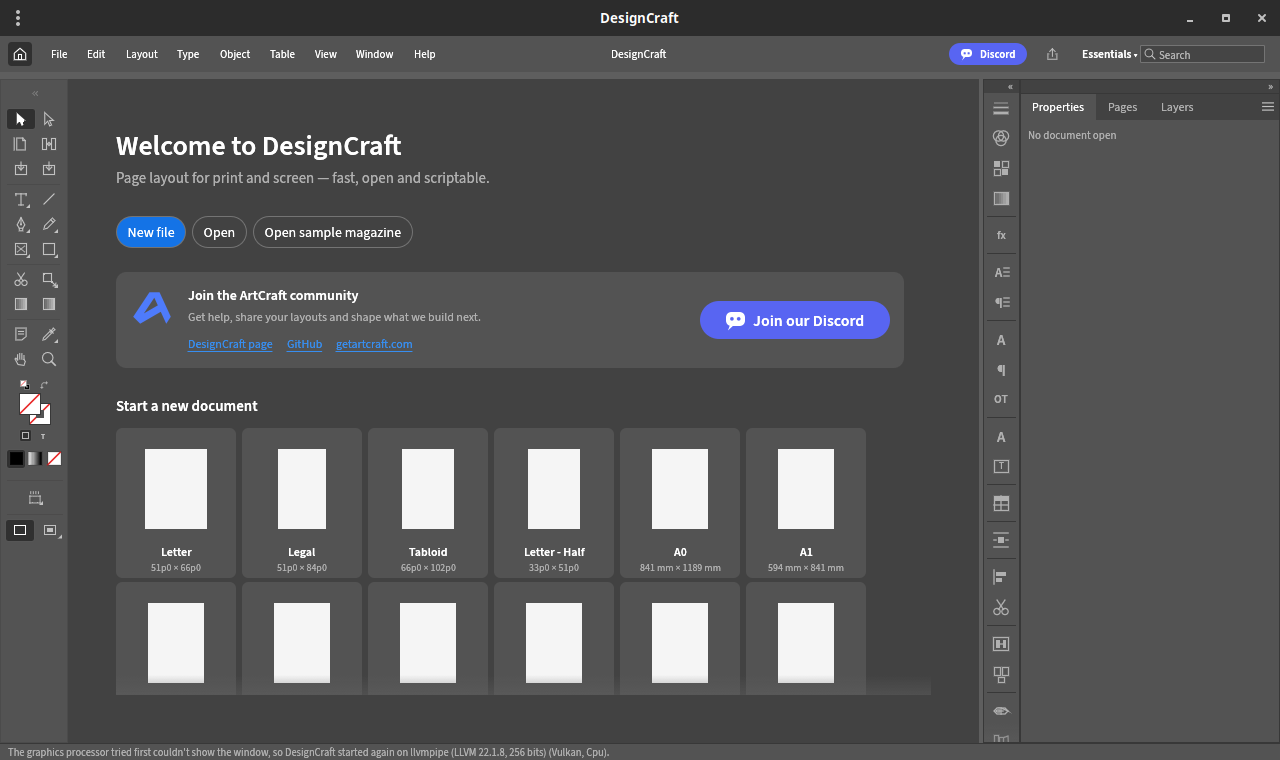 DesignCraft
File Edit Layout Type Object Table View Window Help
DesignCraft
Discord
Essentials
Search
Properties Pages Layers
No document open
Welcome to DesignCraft
Page layout for print and screen — fast, open and scriptable.
New file
Open
Open sample magazine
Join the ArtCraft community
Get help, share your layouts and shape what we build next.
DesignCraft page GitHub getartcraft.com
Join our Discord
Start a new document
Letter
51p0 × 66p0
Legal
51p0 × 84p0
Tabloid
66p0 × 102p0
Letter - Half
33p0 × 51p0
A0
841 mm × 1189 mm
A1
594 mm × 841 mm
fx
OT
The graphics processor tried first couldn't show the window, so DesignCraft started again on llvmpipe (LLVM 22.1.8, 256 bits) (Vulkan, Cpu).